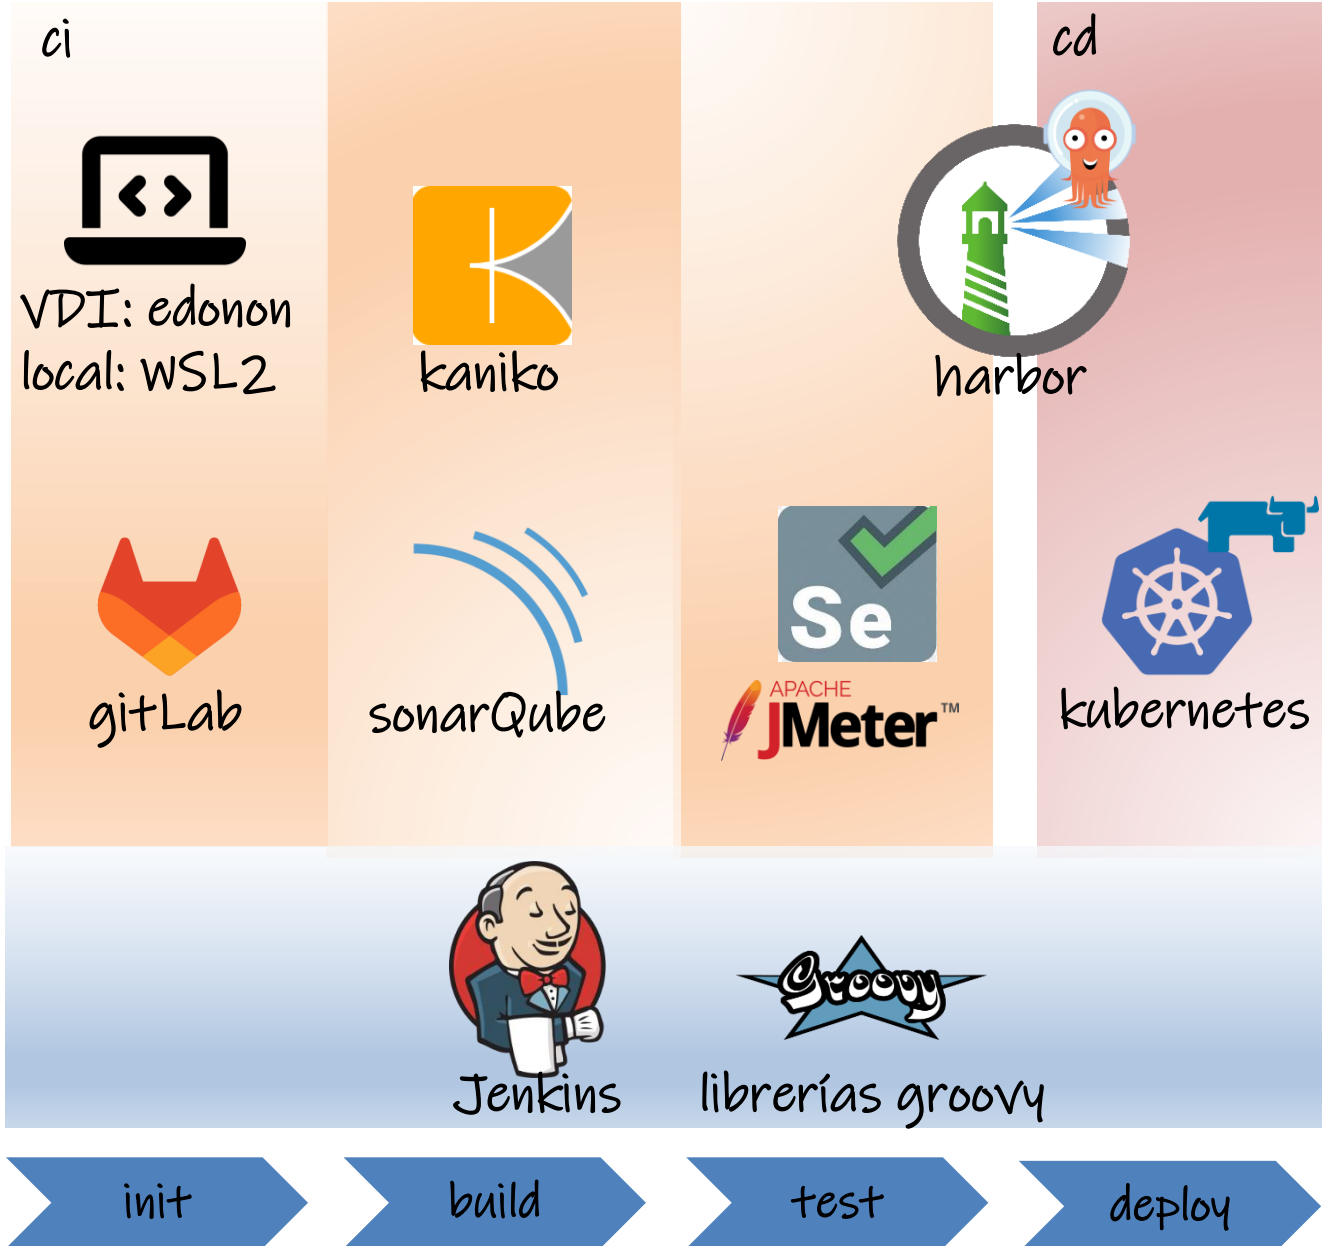 ci
cd
VDI: edonon
local: WSL2
kaniko
harbor
Se
APACHE
JMeter™
gitLab
sonarQube
kubernetes
Groovy
Jenkins
librerías groovy
init
build
test
deploy